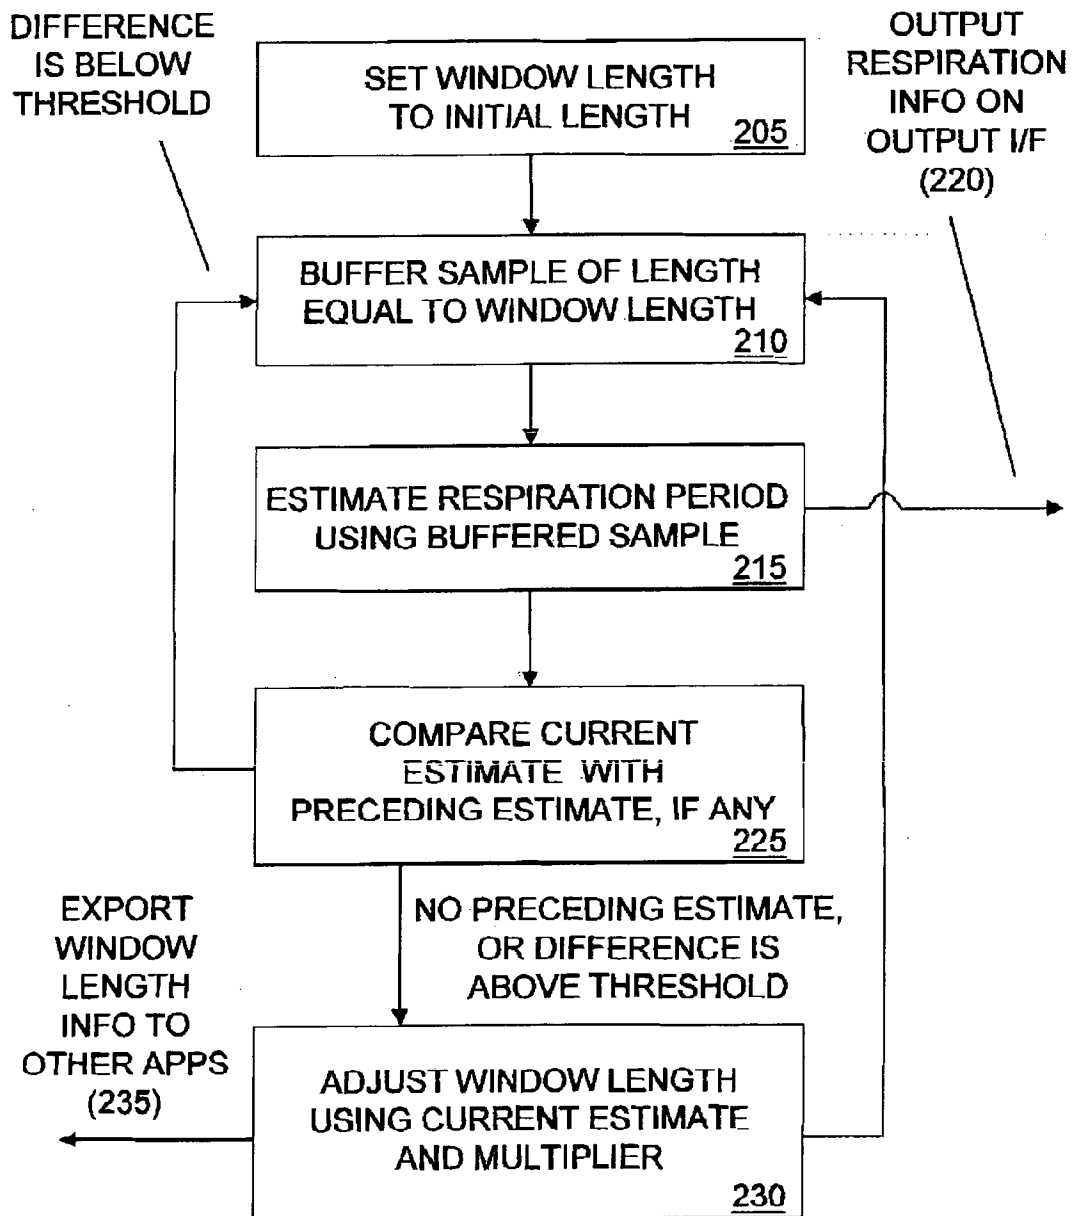 DIFFERENCE
IS BELOW
THRESHOLD
OUTPUT
RESPIRATION
INFO ON
OUTPUT I/F
(220)
SET WINDOW LENGTH
TO INITIAL LENGTH
205
BUFFER SAMPLE OF LENGTH
EQUAL TO WINDOW LENGTH
210
ESTIMATE RESPIRATION PERIOD
USING BUFFERED SAMPLE
215
COMPARE CURRENT
ESTIMATE WITH
PRECEDING ESTIMATE, IF ANY
225
NO PRECEDING ESTIMATE,
OR DIFFERENCE IS
ABOVE THRESHOLD
EXPORT
WINDOW
LENGTH
INFO TO
OTHER APPS
(235)
ADJUST WINDOW LENGTH
USING CURRENT ESTIMATE
AND MULTIPLIER
230